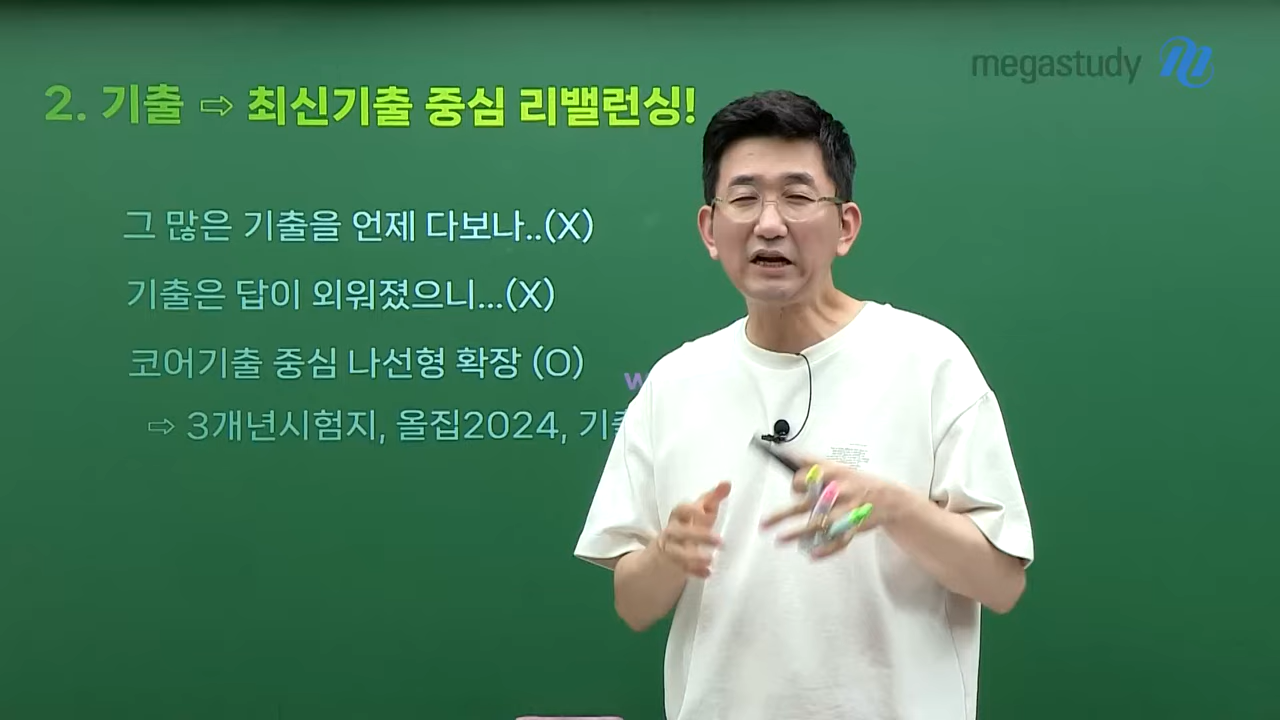 megastudy
2. 기출 ⇨ 최신기출 중심 리밸런싱!
그 많은 기출을 언제 다보나..(X)
기출은 답이 외워졌으니...(X)
코어기출 중심 나선형 확장 (O)
⇨ 3개년시험지, 올집2024, 기출